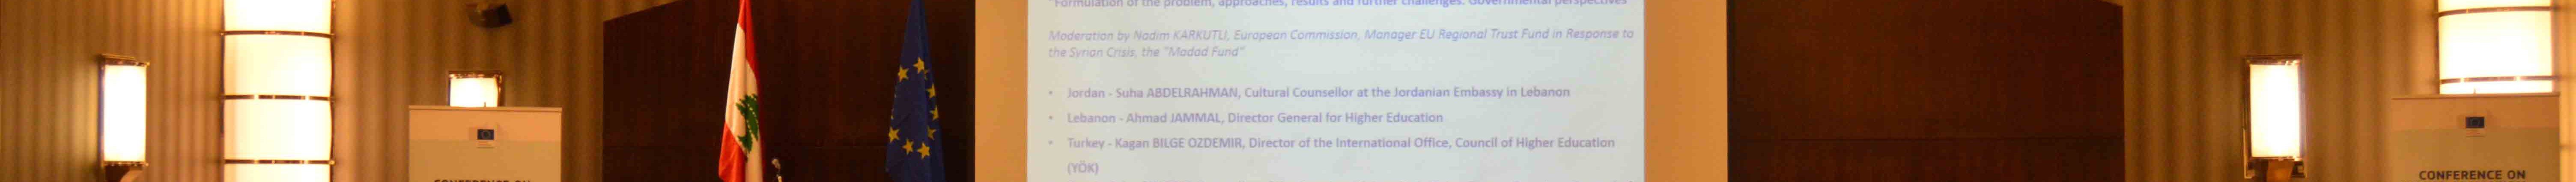 "Formulation of the problem, approaches, results and further challenges. Governmental perspectives"
Moderation by Nadim KARKUTLI, European Commission, Manager EU Regional Trust Fund in Response to
the Syrian Crisis, the "Madad Fund"
• Jordan - Suha ABDELRAHMAN, Cultural Counsellor at the Jordanian Embassy in Lebanon
• Lebanon - Ahmad JAMMAL, Director General for Higher Education
• Turkey - Kagan BILGE OZDEMIR, Director of the International Office, Council of Higher Education
(YÖK)
CONFERENCE ON
CONFERENCE ON